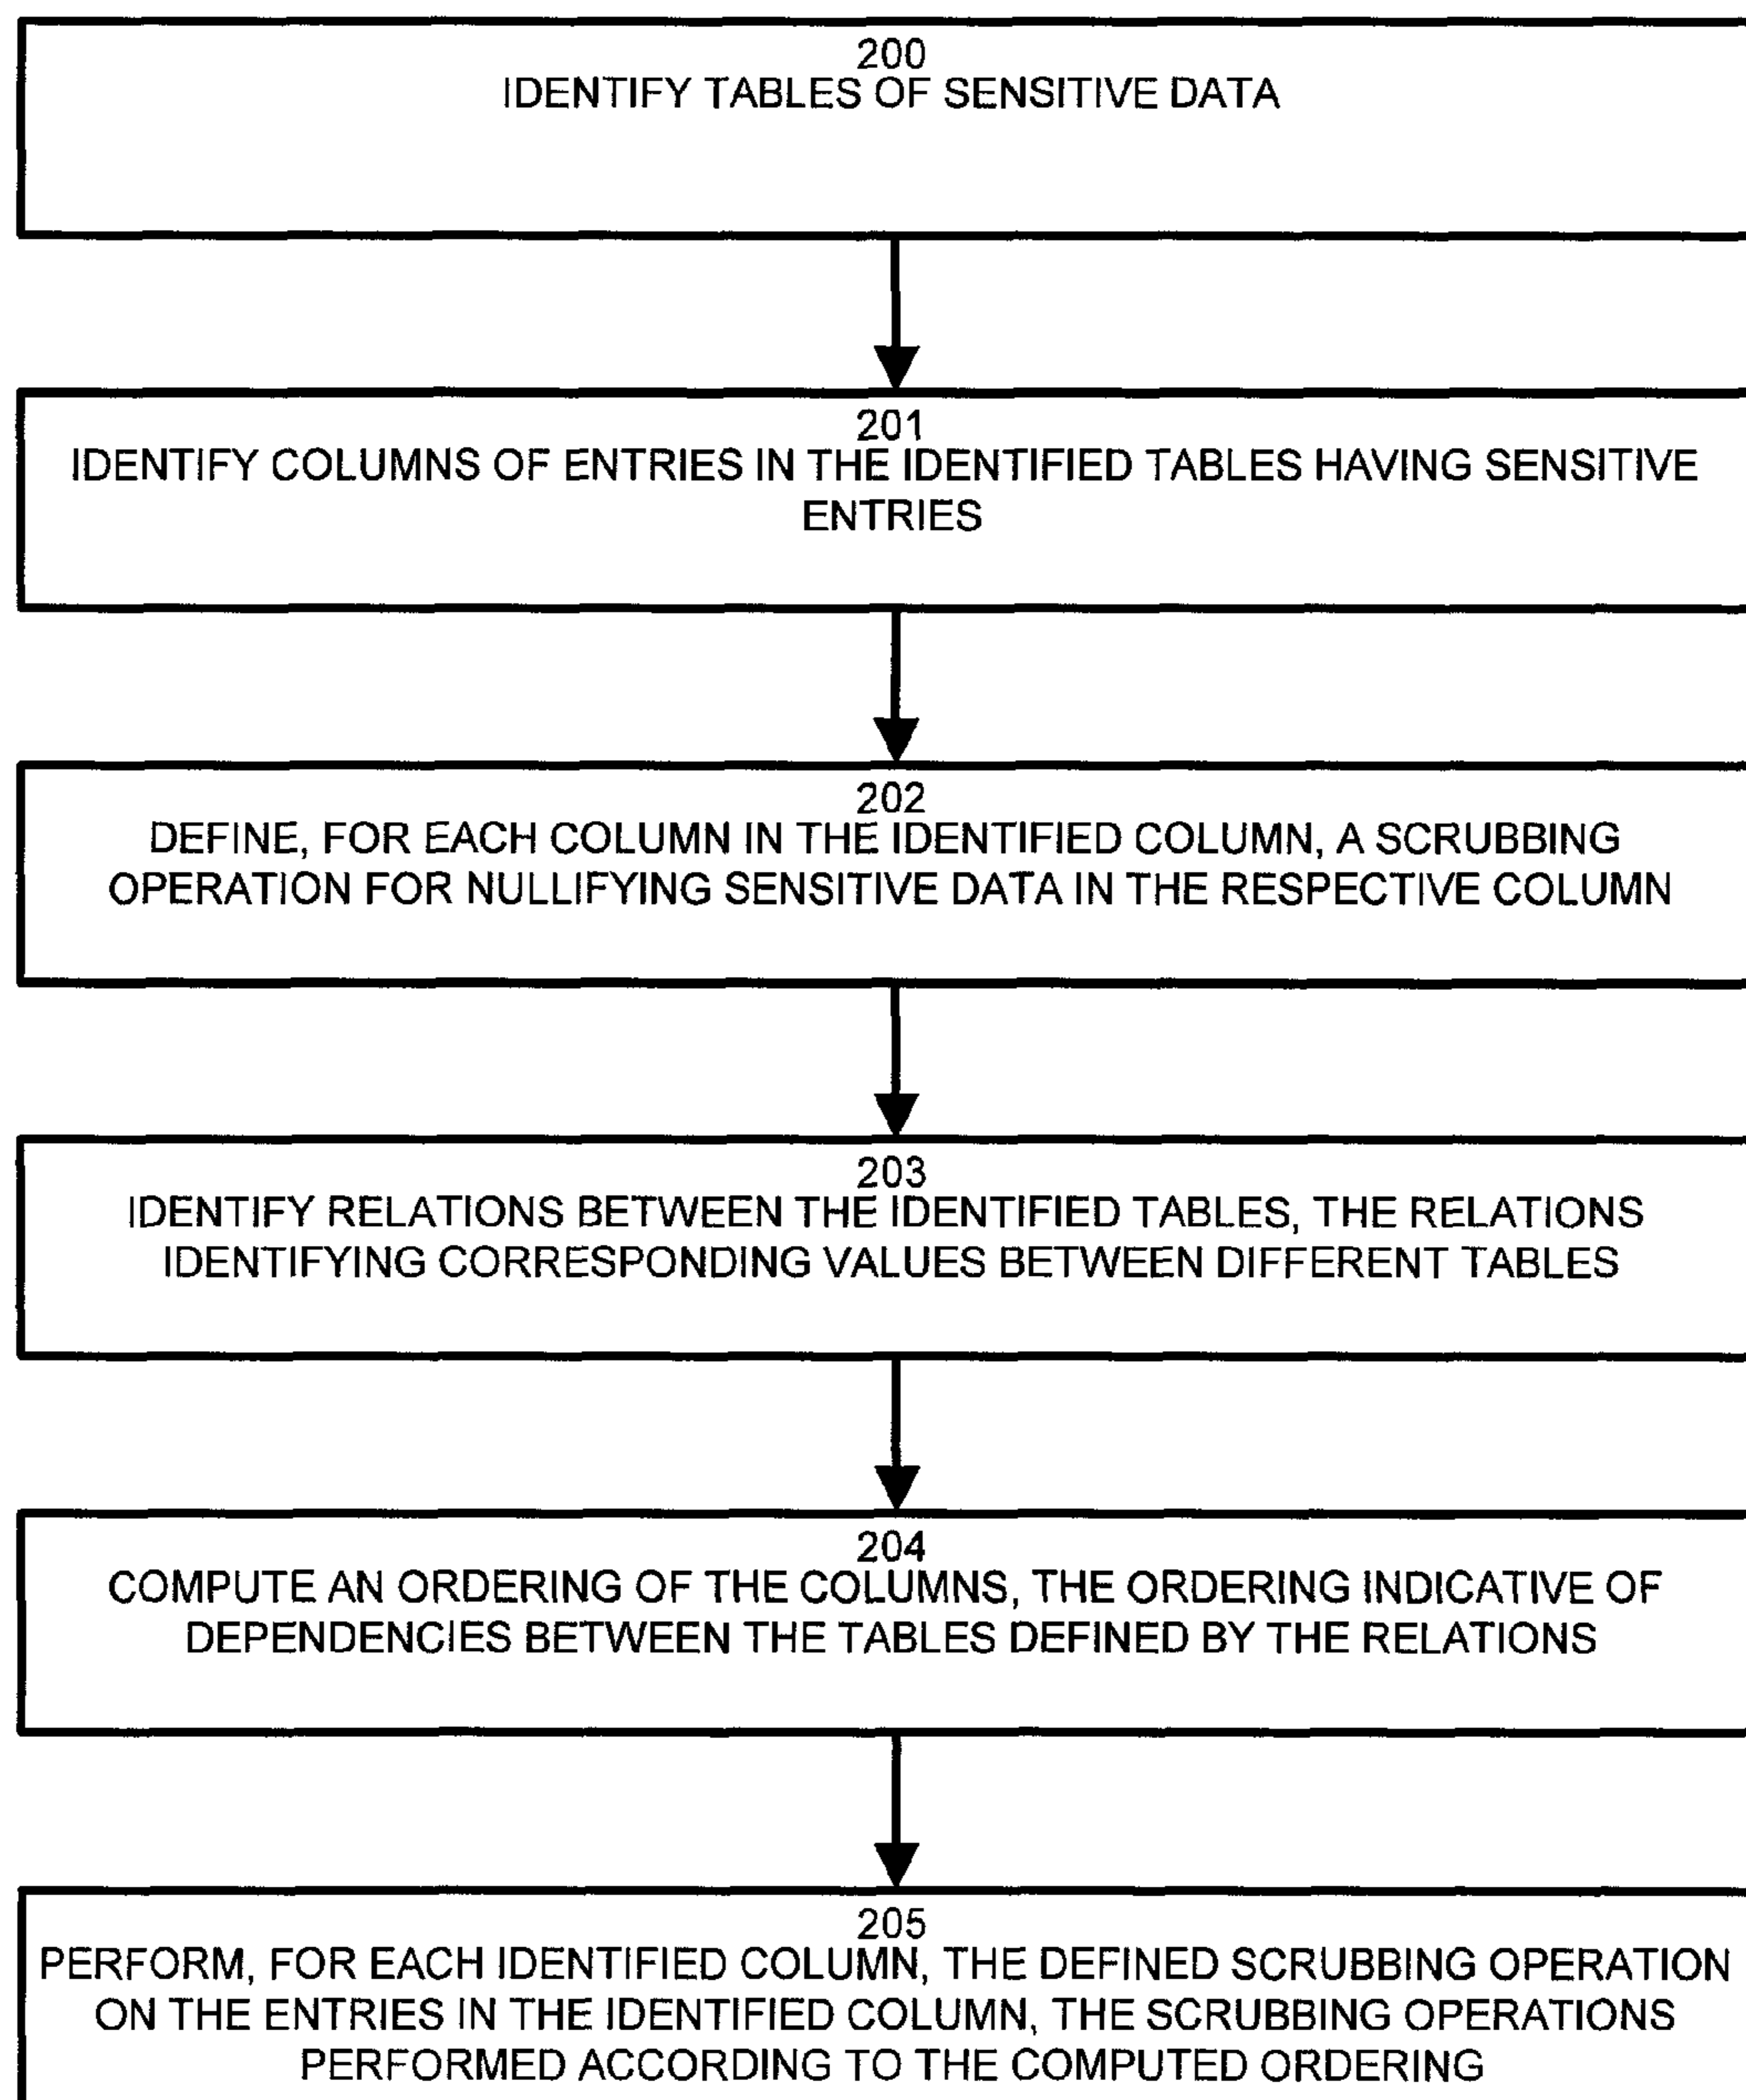 200
IDENTIFY TABLES OF SENSITIVE DATA
201
IDENTIFY COLUMNS OF ENTRIES IN THE IDENTIFIED TABLES HAVING SENSITIVE
ENTRIES
202
DEFINE, FOR EACH COLUMN IN THE IDENTIFIED COLUMN, A SCRUBBING
OPERATION FOR NULLIFYING SENSITIVE DATA IN THE RESPECTIVE COLUMN
203
IDENTIFY RELATIONS BETWEEN THE IDENTIFIED TABLES, THE RELATIONS
IDENTIFYING CORRESPONDING VALUES BETWEEN DIFFERENT TABLES
204
COMPUTE AN ORDERING OF THE COLUMNS, THE ORDERING INDICATIVE OF
DEPENDENCIES BETWEEN THE TABLES DEFINED BY THE RELATIONS
205
PERFORM, FOR EACH IDENTIFIED COLUMN, THE DEFINED SCRUBBING OPERATION
ON THE ENTRIES IN THE IDENTIFIED COLUMN, THE SCRUBBING OPERATIONS
PERFORMED ACCORDING TO THE COMPUTED ORDERING